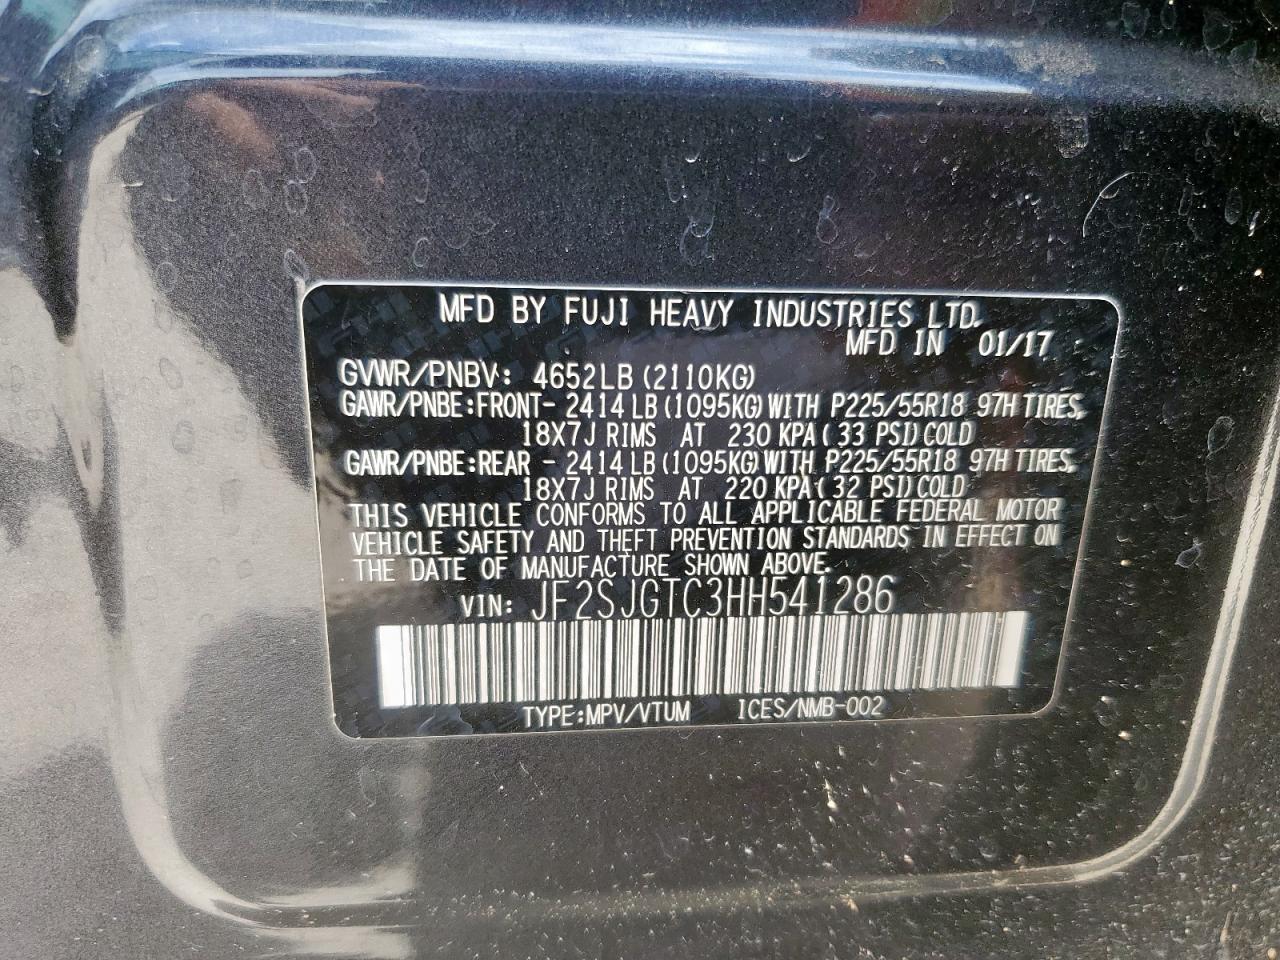 MFD BY FUJI HEAVY INDUSTRIES LTD.
MFD IN 01/17
GVWR/PNBV: 4652LB (2110KG)
GAWR/PNBE:FRONT- 2414 LB (1095KG) WITH P225/55R18 97H TIRES,
18X7J RIMS AT 230 KPA (33 PSI) COLD
GAWR/PNBE:REAR - 2414 LB (1095KG) WITH P225/55R18 97H TIRES,
18X7J RIMS AT 220 KPA (32 PSI) COLD
THIS VEHICLE CONFORMS TO ALL APPLICABLE FEDERAL MOTOR
VEHICLE SAFETY AND THEFT PREVENTION STANDARDS IN EFFECT ON
THE DATE OF MANUFACTURE SHOWN ABOVE.
VIN: JF2SJGTC3HH541286
TYPE:MPV/VTUM ICES/NMB-002